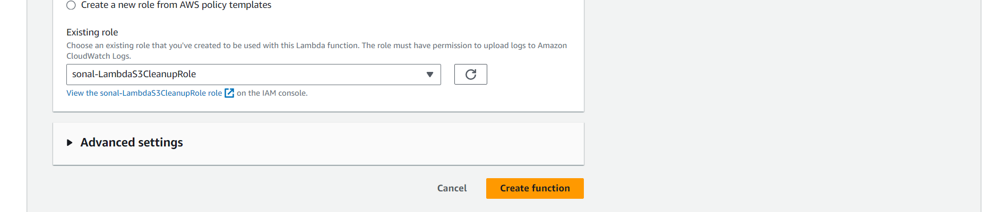 Create a new role from AWS policy templates
Existing role
Choose an existing role that you've created to be used with this Lambda function. The role must have permission to upload logs to Amazon
CloudWatch Logs.
sonal-LambdaS3CleanupRole
View the sonal-LambdaS3CleanupRole role on the IAM console.
Advanced settings
Cancel Create function